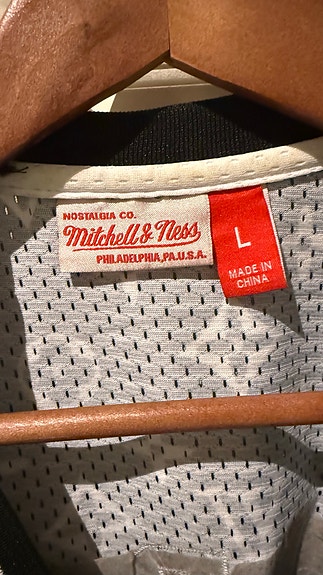 NOSTALGIA CO.
Mitchell & Ness
PHILADELPHIA, PA. U.S.A.
L
MADE IN
CHINA